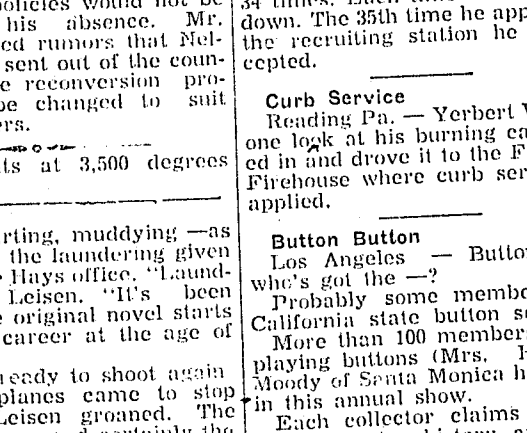 policies would not be
his absence. Mr.
ed rumors that Nel-
sent out of the coun-
e reconversion pro-
be changed to suit
ers.
ts at 3,500 degrees
rting, muddying —as
the laundering given
Hays office. "Laund-
Leisen. "It's been
e original novel starts
career at the age of
ready to shoot again
planes came to stop
Leisen groaned. The
certainly the
34 times.
down. The 35th time he app
the recruiting station he
cepted.
Curb Service
Reading Pa. — Yerbert
one look at his burning ca
ed in and drove it to the F
Firehouse where curb ser
applied.
Button Button
Los Angeles — Butto
who's got the —?
Probably some membe
California state button s
More than 100 member
playing buttons (Mrs.
Moody of Santa Monica h
in this annual show.
Each collector claims